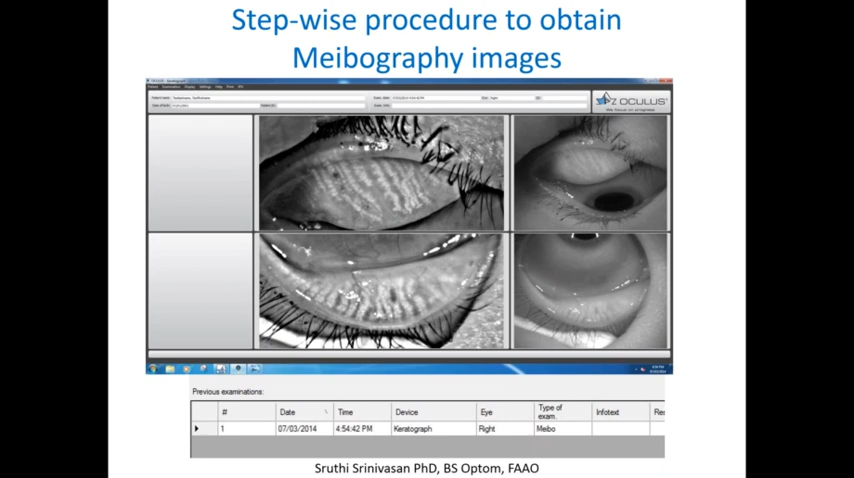 Step-wise procedure to obtain
Meibography images
OCULUS
Previous examinations:
# Date Time Device Eye Type of exam. Infotext Res
1 07/03/2014 4:54:42 PM Keratograph Right Meibo
Sruthi Srinivasan PhD, BS Optom, FAAO